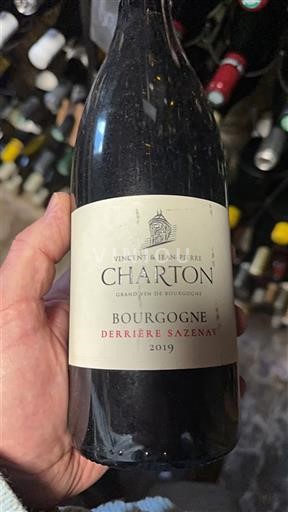 VINCENT & JEAN-PIERRE
CHARTON
GRAND VIN DE BOURGOGNE
BOURGOGNE
DERRIÈRE SAZENAY
2019